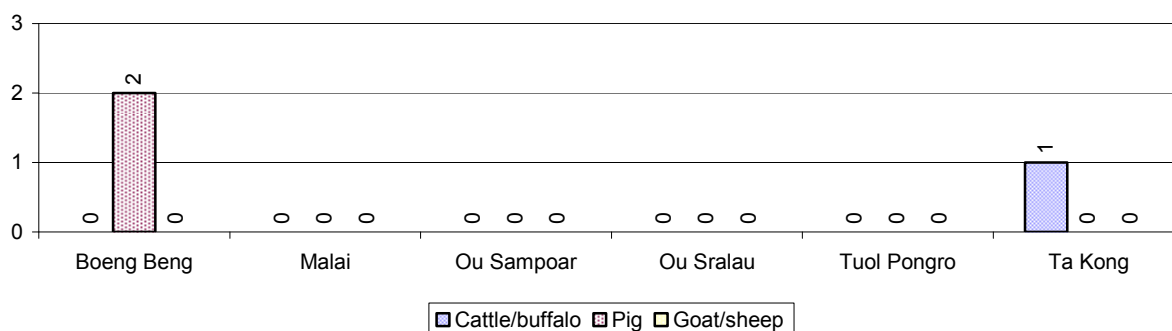 3
2
2
1
1
0 0 0 0 0 0 0 0 0 0 0 0 0 0 0 0
0
Boeng Beng Malai Ou Sampoar Ou Sralau Tuol Pongro Ta Kong
Cattle/buffalo Pig Goat/sheep